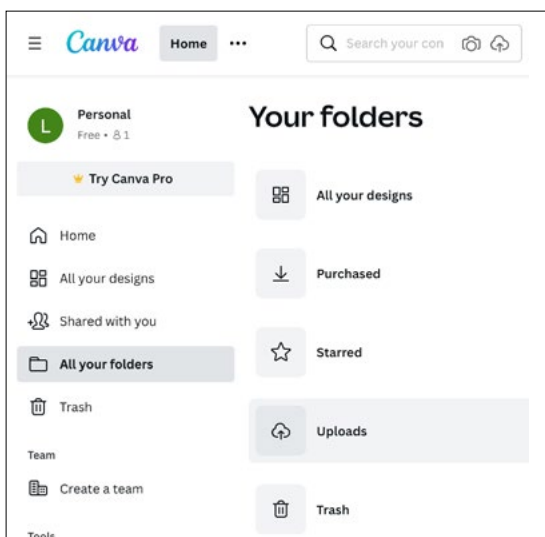 Canva Home ••• Search your con
L Personal
Free • 1
Try Canva Pro
Home
All your designs
Shared with you
All your folders
Trash
Team
Create a team
Tools
Your folders
All your designs
Purchased
Starred
Uploads
Trash